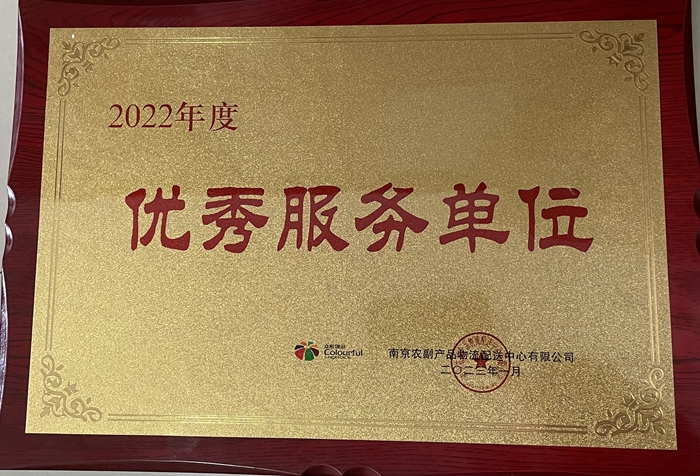 2022年度
优秀服务单位
Colourful
南京农副产品物流配送中心有限公司
二〇二三年一月